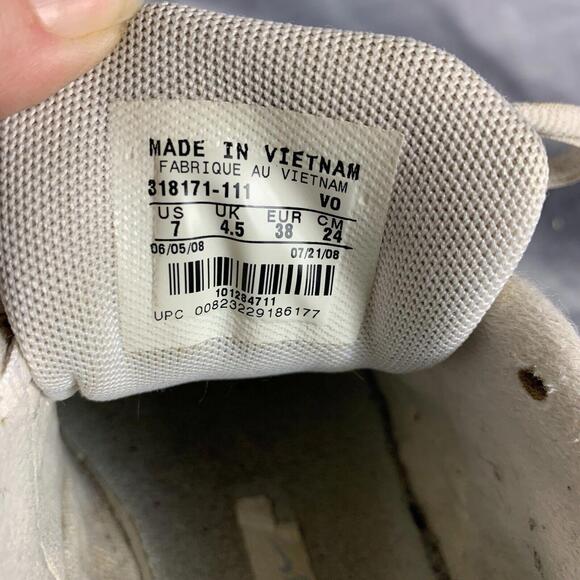 MADE IN VIETNAM
FABRIQUE AU VIETNAM
318171-111 VO
US UK EUR CM
7 4.5 38 24
06/05/08 07/21/08
101284711
UPC 00823229186177